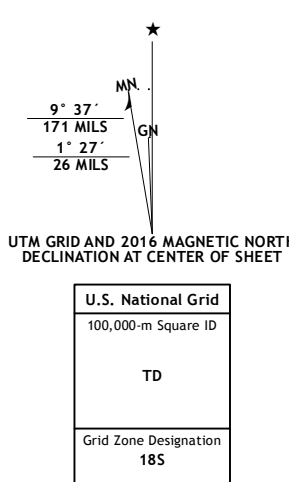 ★
MN
9° 37´
171 MILS
GN
1° 27´
26 MILS
UTM GRID AND 2016 MAGNETIC NORTH
DECLINATION AT CENTER OF SHEET
U.S. National Grid
100,000-m Square ID
TD
Grid Zone Designation
18S